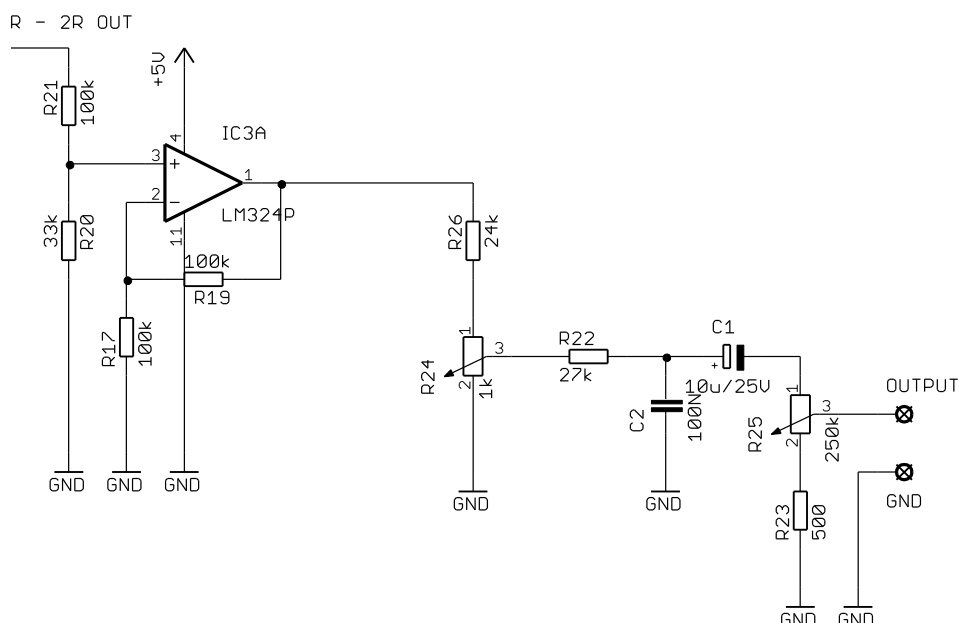 R - 2R OUT
+5V
R21
100k
IC3A
4
3
+
1
2
-
LM324P
11
33k
R20
100k
R19
R17
100k
R26
24k
R24
1
3
2
1k
R22
27k
C1
+
10u/25V
C2
100N
R25
1
3
2
250k
OUTPUT
GND
R23
500
GND
GND
GND
GND
GND
GND
GND